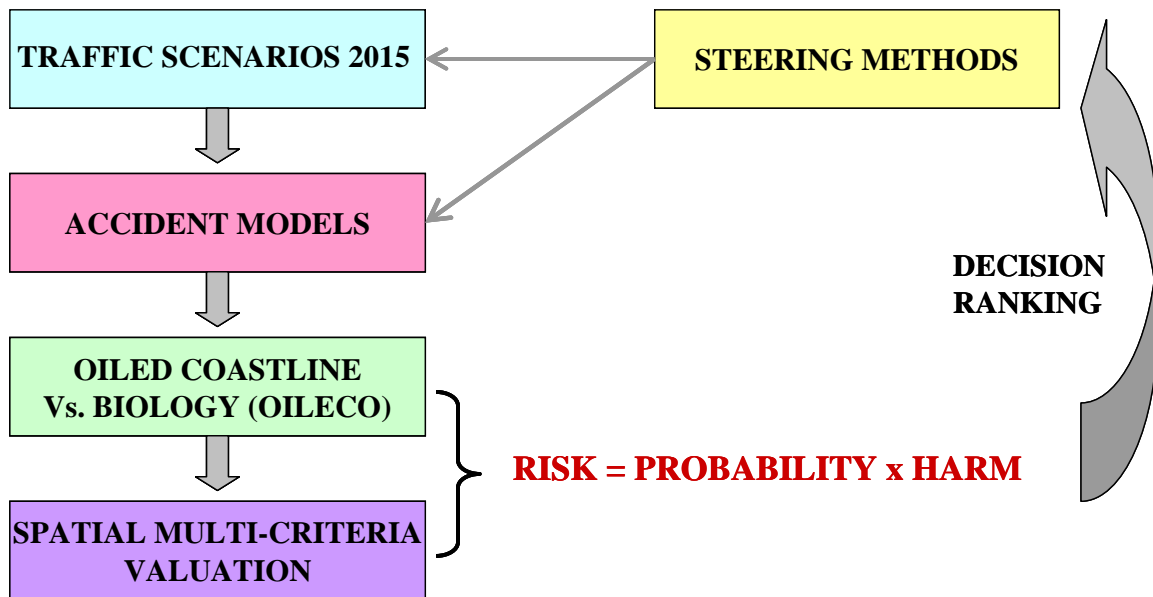 TRAFFIC SCENARIOS 2015
STEERING METHODS
ACCIDENT MODELS
DECISION
RANKING
OILED COASTLINE
Vs. BIOLOGY (OILECO)
RISK = PROBABILITY x HARM
SPATIAL MULTI-CRITERIA
VALUATION